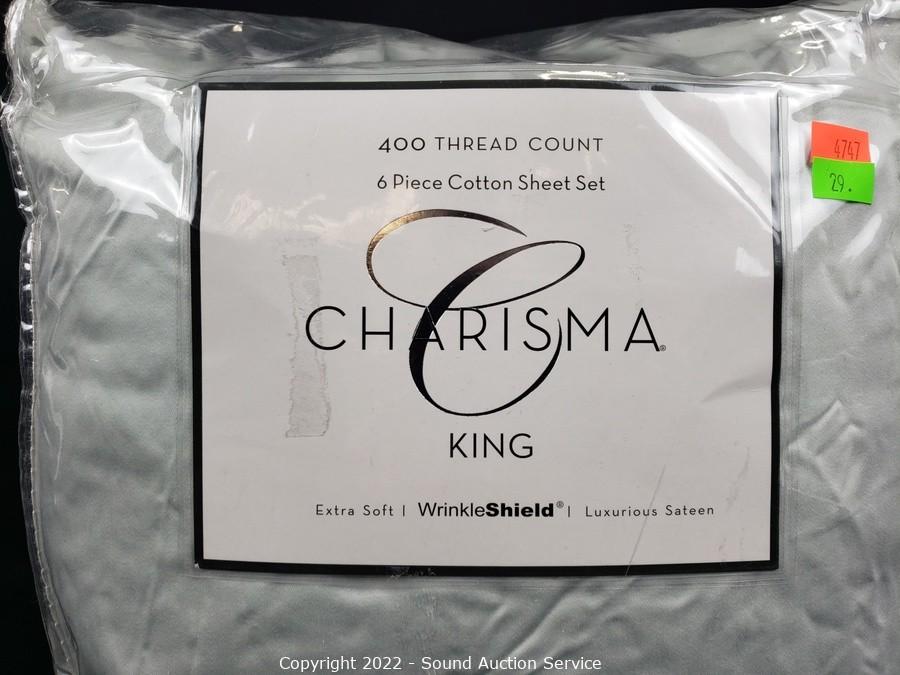 400 THREAD COUNT
6 Piece Cotton Sheet Set
CHARISMA®
KING
Extra Soft | WrinkleShield® | Luxurious Sateen
4747
29.
Copyright 2022 - Sound Auction Service